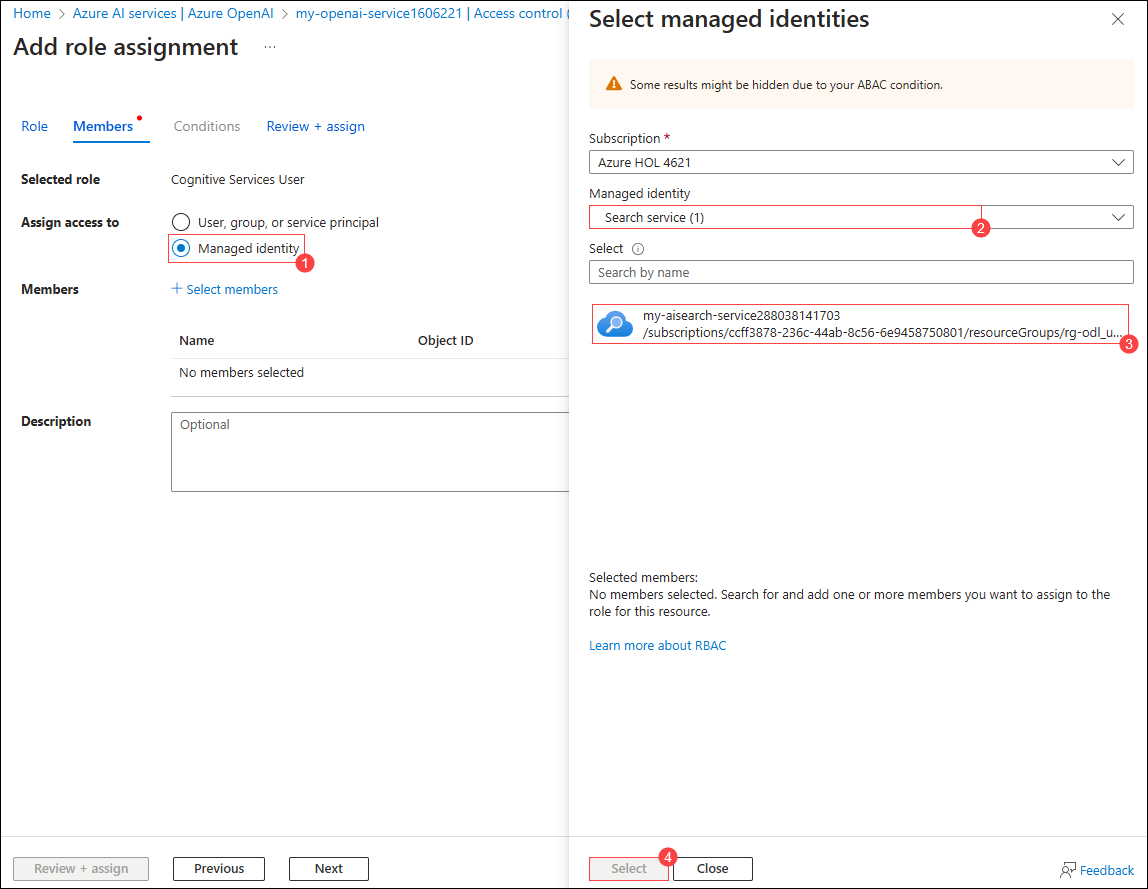 Home > Azure AI services | Azure OpenAI > my-openai-service1606221 | Access control (
Add role assignment ...
Role Members Conditions Review + assign
Selected role Cognitive Services User
Assign access to User, group, or service principal
Managed identity
1
Members + Select members
Name Object ID
No members selected
Description Optional
Review + assign Previous Next
Select managed identities
Some results might be hidden due to your ABAC condition.
Subscription *
Azure HOL 4621
Managed identity
Search service (1)
2
Select
Search by name
my-aisearch-service288038141703
/subscriptions/ccff3878-236c-44ab-8c56-6e9458750801/resourceGroups/rg-odl_u...
3
Selected members:
No members selected. Search for and add one or more members you want to assign to the
role for this resource.
Learn more about RBAC
4
Select Close Feedback